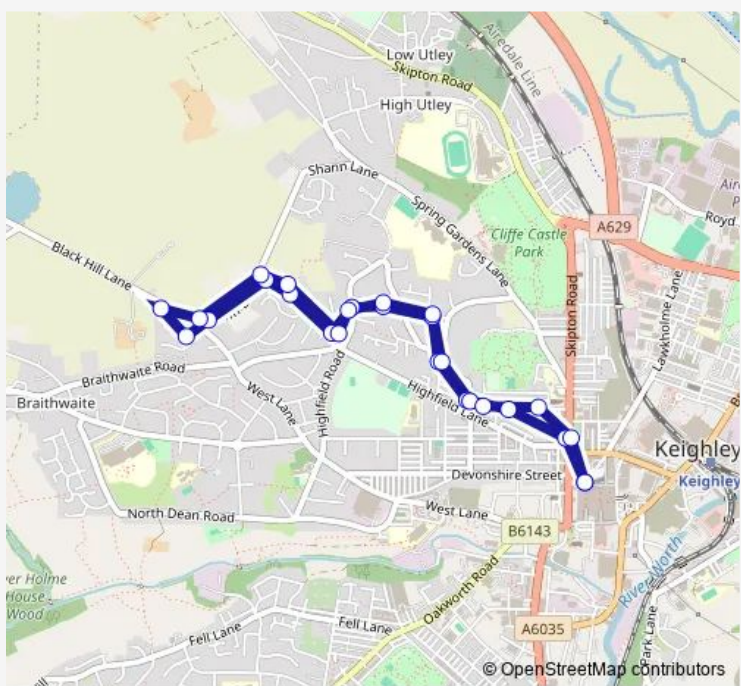 Low Utley
Airedale Line
Skipton Road
High Utley
Shann Lane
Spring Gardens Lane
Cliffe Castle
Park
A629
Royd
Black Hill Lane
Skipton Road
Lawkholme Lane
Braithwaite Road
Braithwaite
West Lane
Highfield Road
Highfield Lane
Keighley
Keighley
Devonshire Street
North Dean Road
West Lane
B6143
River Worth
Oakworth Road
er Holme
House
Wood
Fell Lane
Fell Lane
A6035
Park Lane
© OpenStreetMap contributors